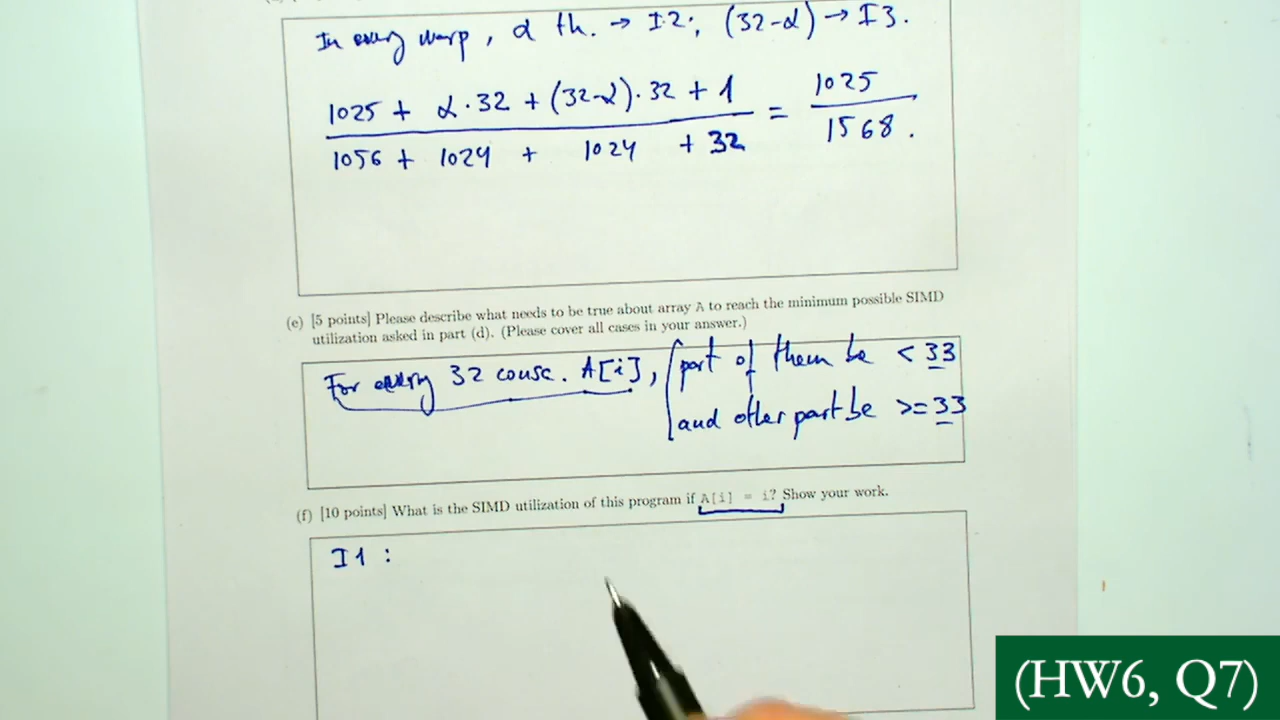 In every warp, α th. → I2; (32-α) → I3.
1025 + α·32 + (32-α)·32 + 1 = 1025
1056 + 1024 + 1024 + 32 1568.
(e) [5 points] Please describe what needs to be true about array A to reach the minimum possible SIMD
utilization asked in part (d). (Please cover all cases in your answer.)
For every 32 consc. A[i], part of them be < 33
and other part be >= 33
(f) [10 points] What is the SIMD utilization of this program if A[i] = i? Show your work.
I1 :
(HW6, Q7)